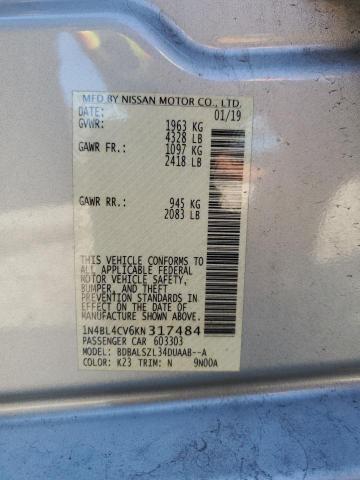 MFD BY NISSAN MOTOR CO., LTD.
DATE: 01/19
GVWR: 1963 KG
4328 LB
GAWR FR.: 1097 KG
2418 LB
GAWR RR.: 945 KG
2083 LB
THIS VEHICLE CONFORMS TO
ALL APPLICABLE FEDERAL
MOTOR VEHICLE SAFETY,
BUMPER, AND THEFT
PREVENTION STANDARDS IN
EFFECT ON THE DATE OF
MANUFACTURE SHOWN ABOVE.
1N4BL4CV6KN317484
PASSENGER CAR 603303
MODEL: BDBALSZL34DUAAB--A
COLOR: K23 TRIM: N 9N00A